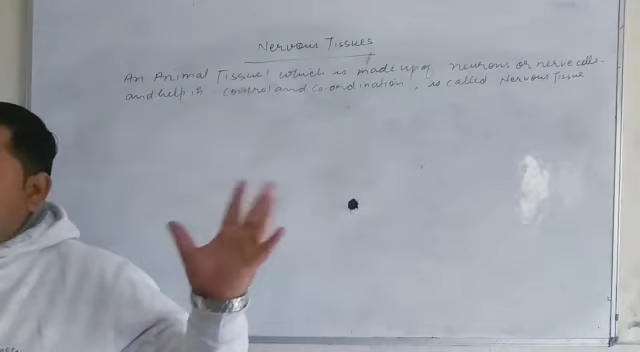 Nervous Tissues
An Animal Tissue which is made up of neurons or nerve cells
and help in control and co-ordination, is called Nervous Tissue